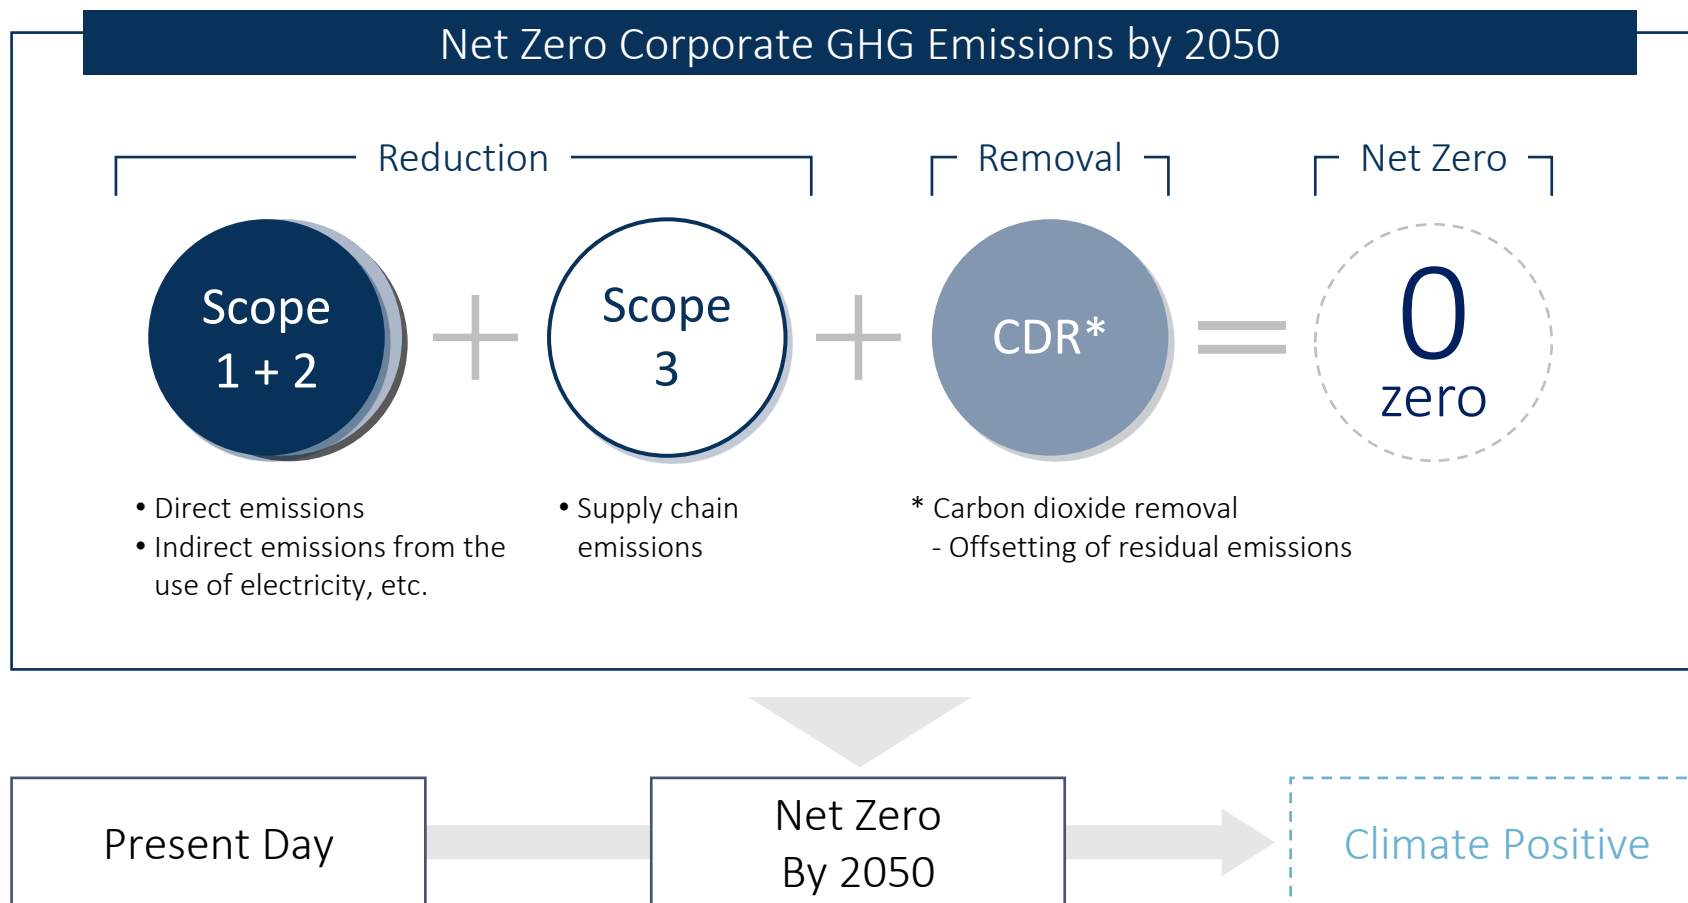 Net Zero Corporate GHG Emissions by 2050
Reduction
Removal
Net Zero
Scope
1 + 2
Scope
3
CDR*
0
zero
• Direct emissions
• Indirect emissions from the
use of electricity, etc.
• Supply chain
emissions
* Carbon dioxide removal
- Offsetting of residual emissions
Present Day
Net Zero
By 2050
Climate Positive